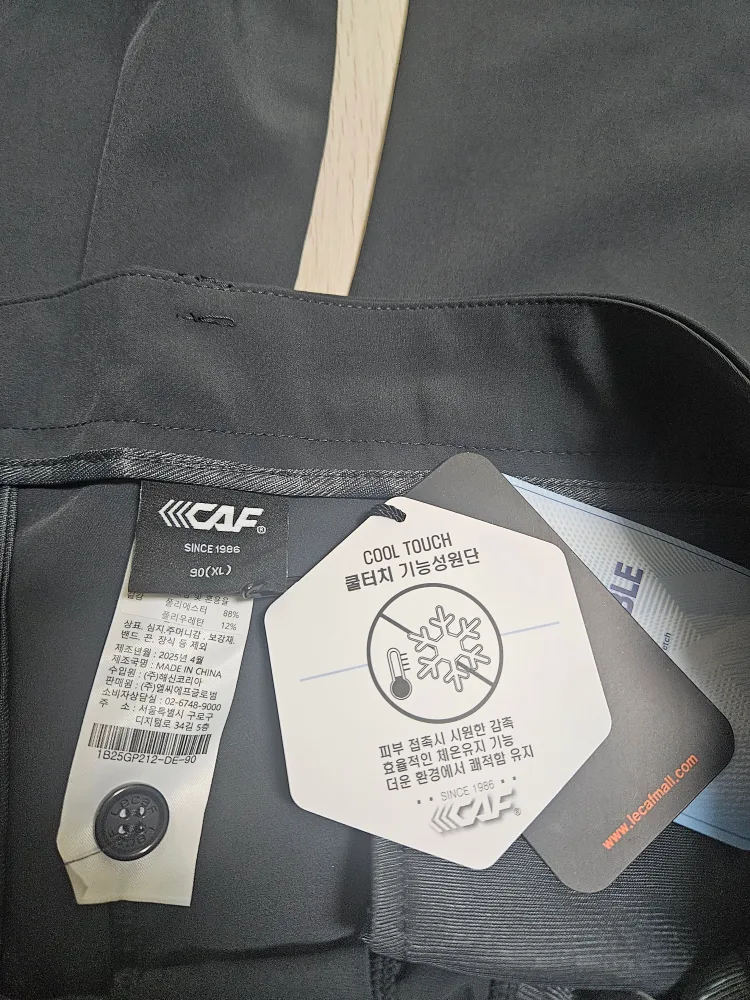 CAF
SINCE 1986
90(XL)
폴리에스터 88%
폴리우레탄 12%
상표, 심지,주머니감 , 보강재,
밴드, 끈, 장식 등 제외
제조년월 : 2025년 4월
제조국명 : MADE IN CHINA
수입원 : (주)해신코리아
판매원 : (주)엘씨에프글로벌
소비자상담실 : 02-6748-9000
주 소 : 서울특별시 구로구
디지털로 34길 5층
1B25GP212-DE-90
COOL TOUCH
쿨터치 기능성원단
피부 접촉시 시원한 감촉
효율적인 체온유지 기능
더운 환경에서 쾌적함 유지
SINCE 1986
CAF
www.lecafmall.com